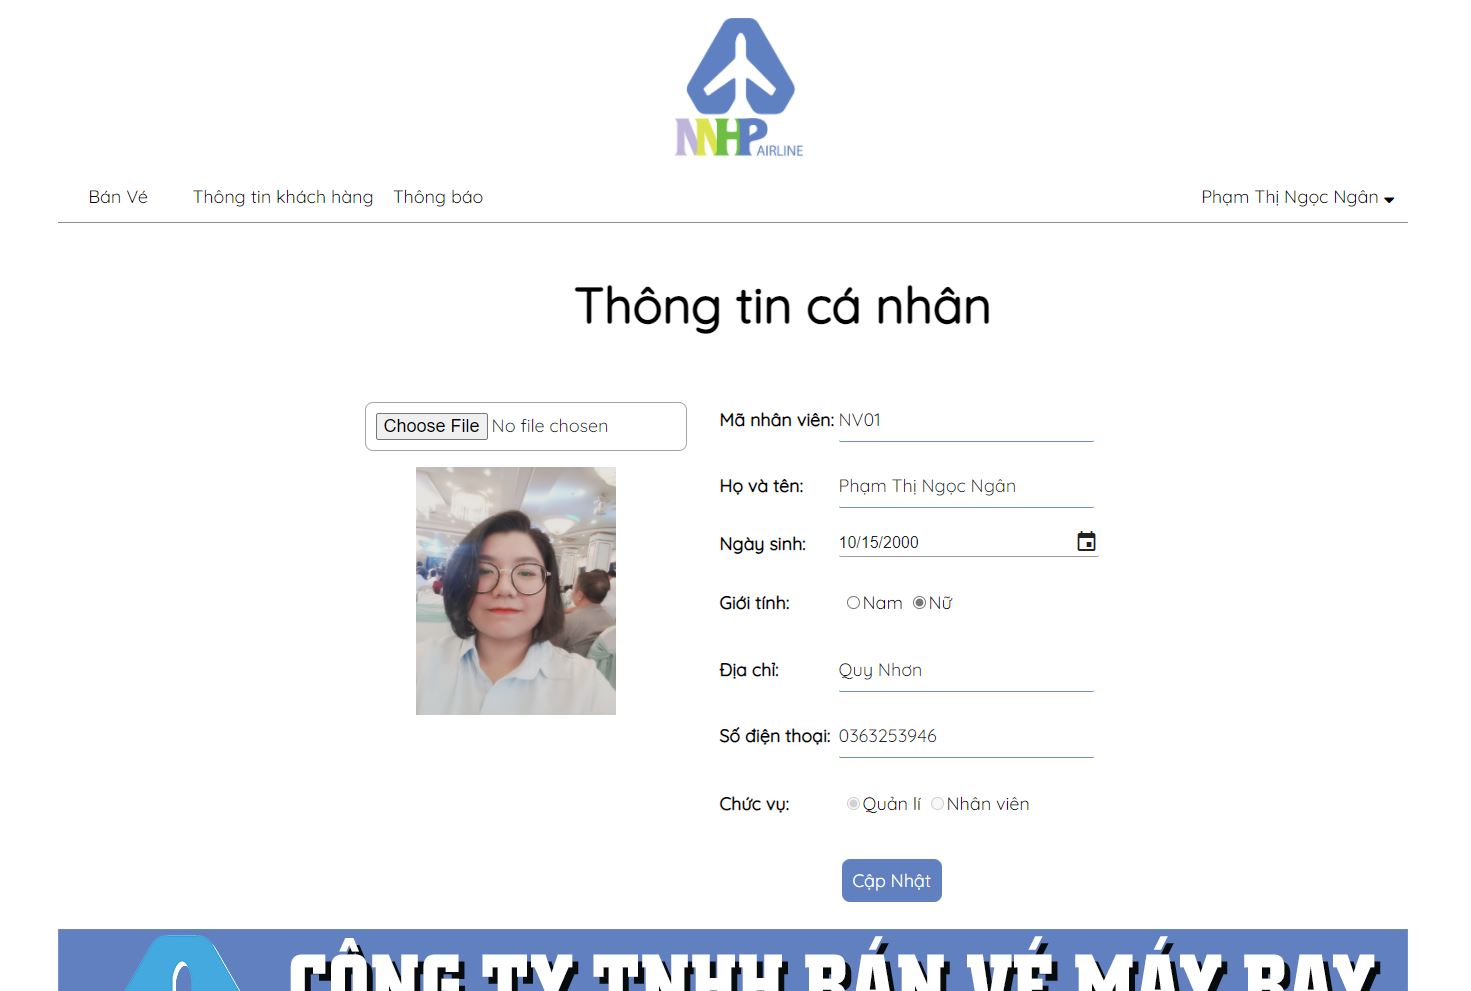 NNHP AIRLINE
Bán Vé Thông tin khách hàng Thông báo Phạm Thị Ngọc Ngân
Thông tin cá nhân
Choose File No file chosen
Mã nhân viên: NV01
Họ và tên: Phạm Thị Ngọc Ngân
Ngày sinh: 10/15/2000
Giới tính: Nam Nữ
Địa chỉ: Quy Nhơn
Số điện thoại: 0363253946
Chức vụ: Quản lí Nhân viên
Cập Nhật
CÔNG TY TNHH BÁN VÉ MÁY BAY